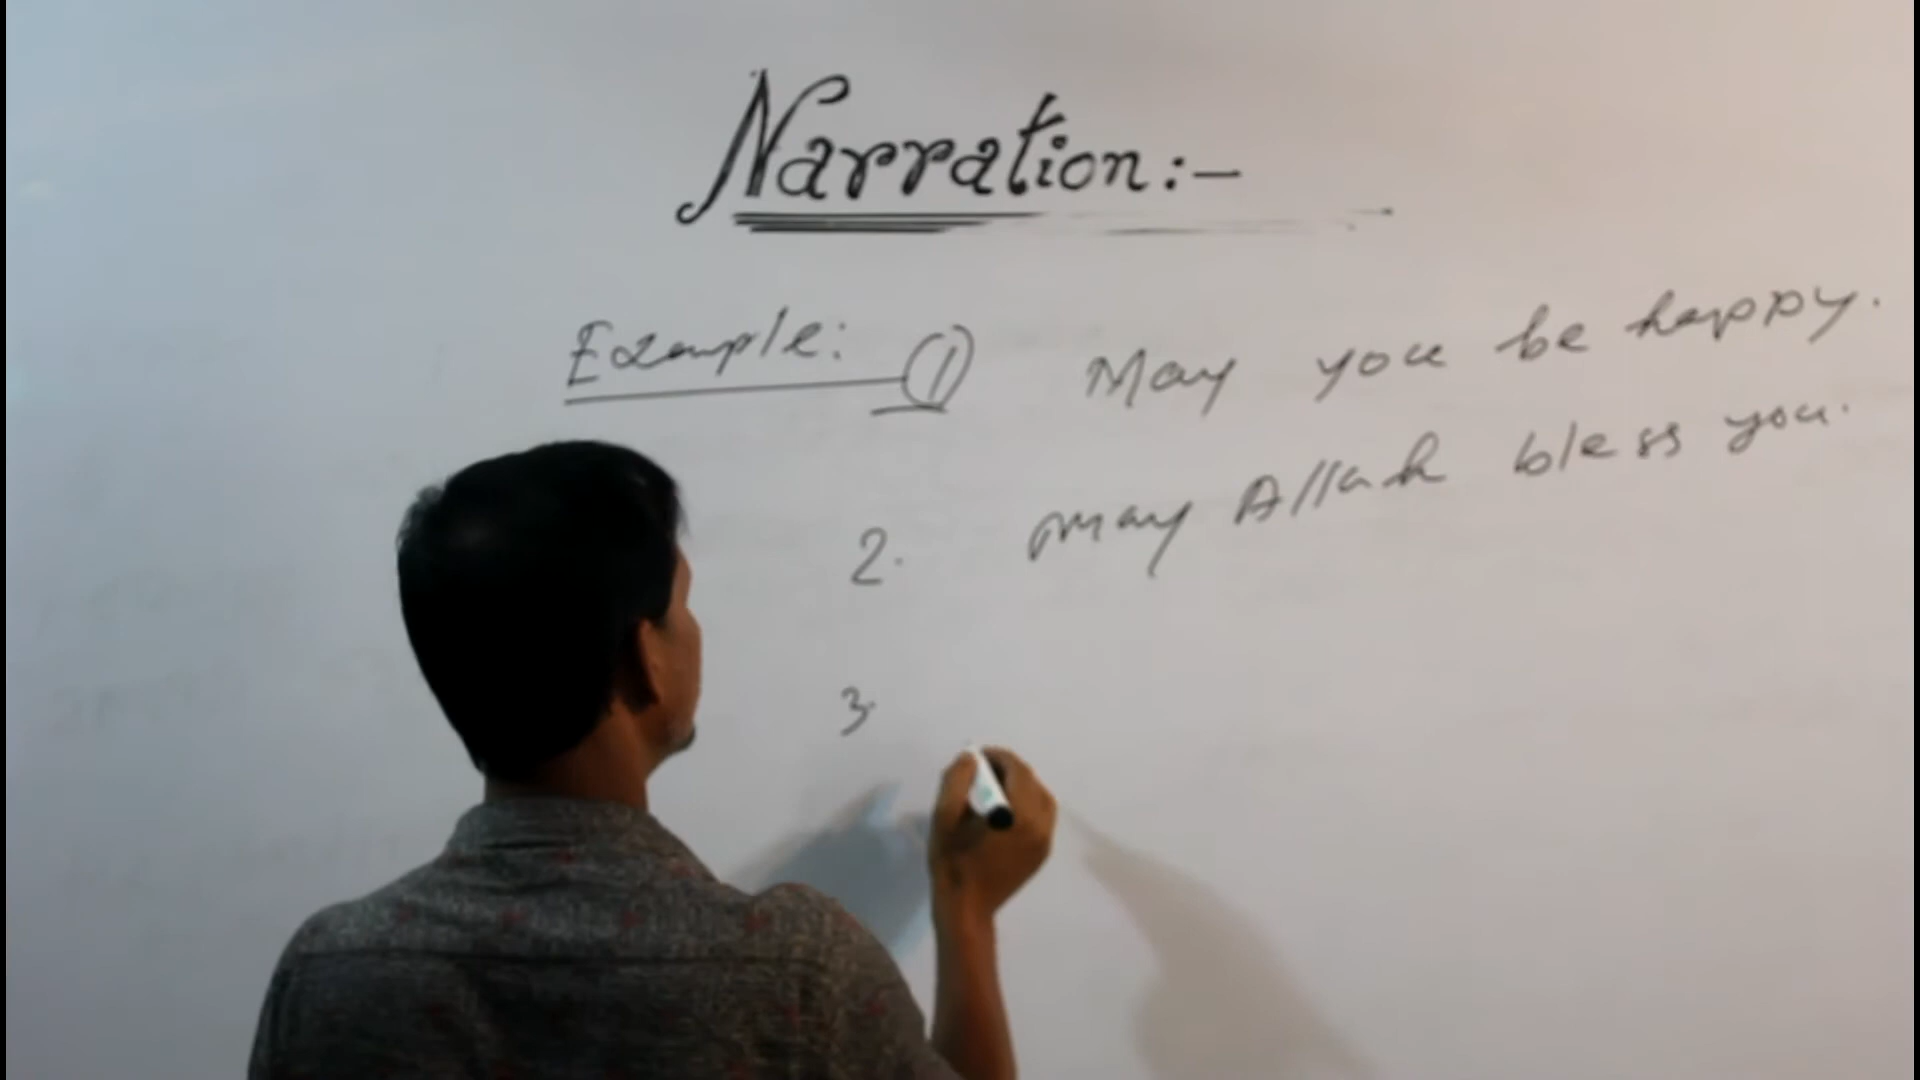 Narration:-
Example: 1 May you be happy.
2. May Allah bless you.
3.